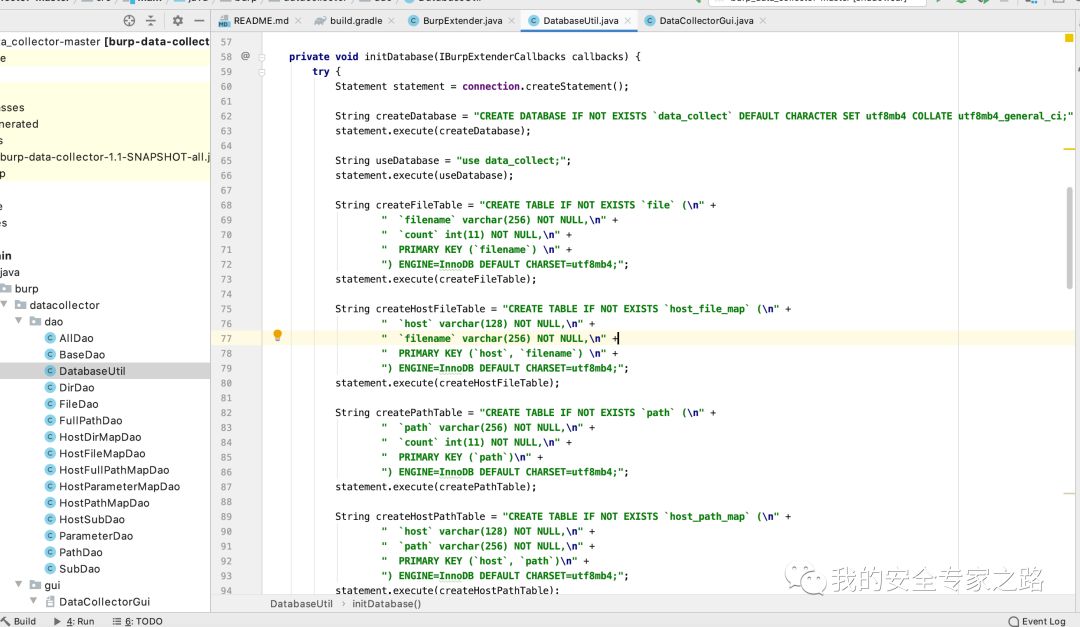 README.md
build.gradle
BurpExtender.java
DatabaseUtil.java
DataCollectorGui.java
a_collector-master [burp-data-collect
e
sses
nerated
s
burp-data-collector-1.1-SNAPSHOT-all.j
p
e
es
in
java
burp
datacollector
dao
AllDao
BaseDao
DatabaseUtil
DirDao
FileDao
FullPathDao
HostDirMapDao
HostFileMapDao
HostFullPathMapDao
HostParameterMapDao
HostPathMapDao
HostSubDao
ParameterDao
PathDao
SubDao
gui
DataCollectorGui
57
58 @ private void initDatabase(IBurpExtenderCallbacks callbacks) {
59 try {
60 Statement statement = connection.createStatement();
61
62 String createDatabase = "CREATE DATABASE IF NOT EXISTS `data_collect` DEFAULT CHARACTER SET utf8mb4 COLLATE utf8mb4_general_ci;"
63 statement.execute(createDatabase);
64
65 String useDatabase = "use data_collect;";
66 statement.execute(useDatabase);
67
68 String createFileTable = "CREATE TABLE IF NOT EXISTS `file` (\n" +
69 " `filename` varchar(256) NOT NULL,\n" +
70 " `count` int(11) NOT NULL,\n" +
71 " PRIMARY KEY (`filename`) \n" +
72 ") ENGINE=InnoDB DEFAULT CHARSET=utf8mb4;";
73 statement.execute(createFileTable);
74
75 String createHostFileTable = "CREATE TABLE IF NOT EXISTS `host_file_map` (\n" +
76 " `host` varchar(128) NOT NULL,\n" +
77 " `filename` varchar(256) NOT NULL,\n" +
78 " PRIMARY KEY (`host`, `filename`) \n" +
79 ") ENGINE=InnoDB DEFAULT CHARSET=utf8mb4;";
80 statement.execute(createHostFileTable);
81
82 String createPathTable = "CREATE TABLE IF NOT EXISTS `path` (\n" +
83 " `path` varchar(256) NOT NULL,\n" +
84 " `count` int(11) NOT NULL,\n" +
85 " PRIMARY KEY (`path`)\n" +
86 ") ENGINE=InnoDB DEFAULT CHARSET=utf8mb4;";
87 statement.execute(createPathTable);
88
89 String createHostPathTable = "CREATE TABLE IF NOT EXISTS `host_path_map` (\n" +
90 " `host` varchar(128) NOT NULL,\n" +
91 " `path` varchar(256) NOT NULL,\n" +
92 " PRIMARY KEY (`host`, `path`)\n" +
93 ") ENGINE=InnoDB DEFAULT CHARSET=utf8mb4;";
94 statement.execute(createHostPathTable);
我的安全专家之路
DatabaseUtil › initDatabase()
Build
4: Run
6: TODO
Event Log